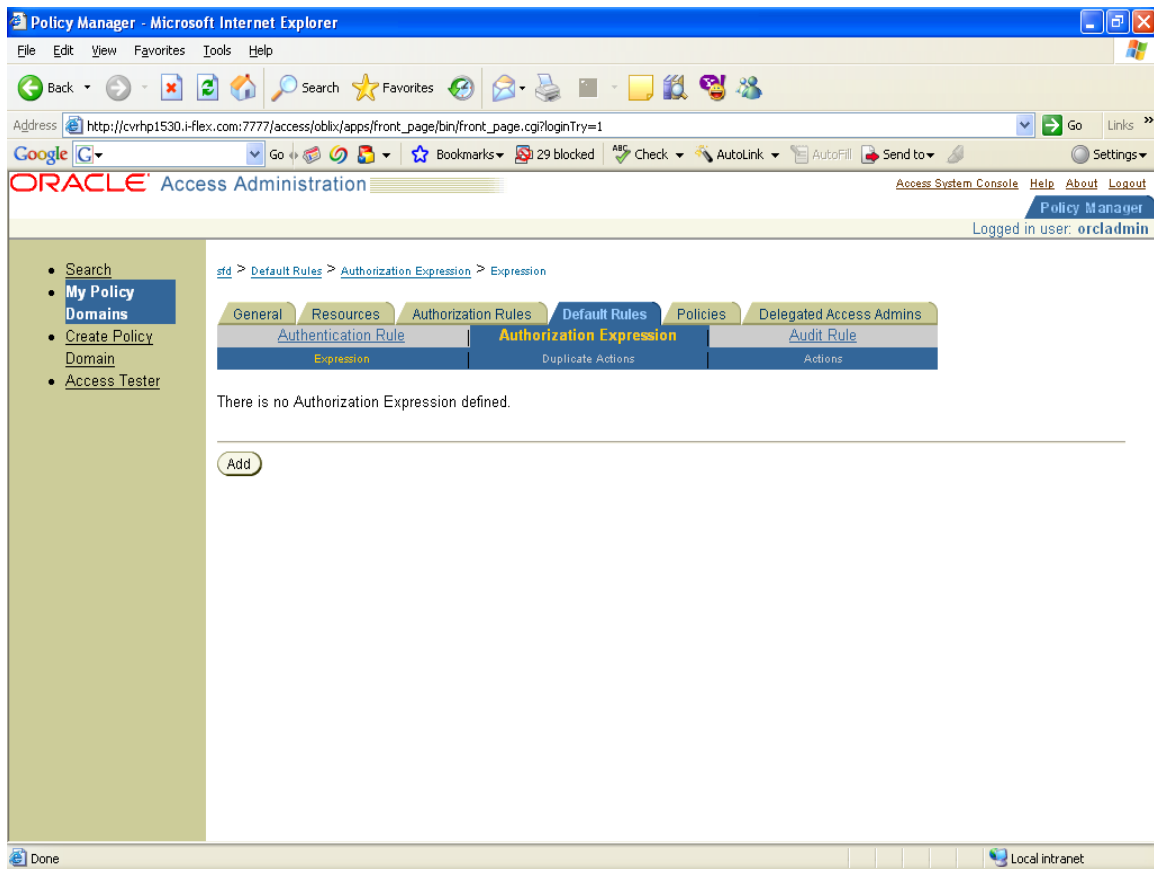 Policy Manager - Microsoft Internet Explorer
File Edit View Favorites Tools Help
Back Search Favorites
Address http://cvrhp1530.i-flex.com:7777/access/oblix/apps/front_page/bin/front_page.cgi?loginTry=1 Go Links »
Google G Go Bookmarks 29 blocked ABC Check AutoLink AutoFill Send to Settings
ORACLE Access Administration
Access System Console Help About Logout
Policy Manager
Logged in user: orcladmin
Search
My Policy
Domains
Create Policy
Domain
Access Tester
sfd > Default Rules > Authorization Expression > Expression
General Resources Authorization Rules Default Rules Policies Delegated Access Admins
Authentication Rule Authorization Expression Audit Rule
Expression Duplicate Actions Actions
There is no Authorization Expression defined.
Add
Done Local intranet